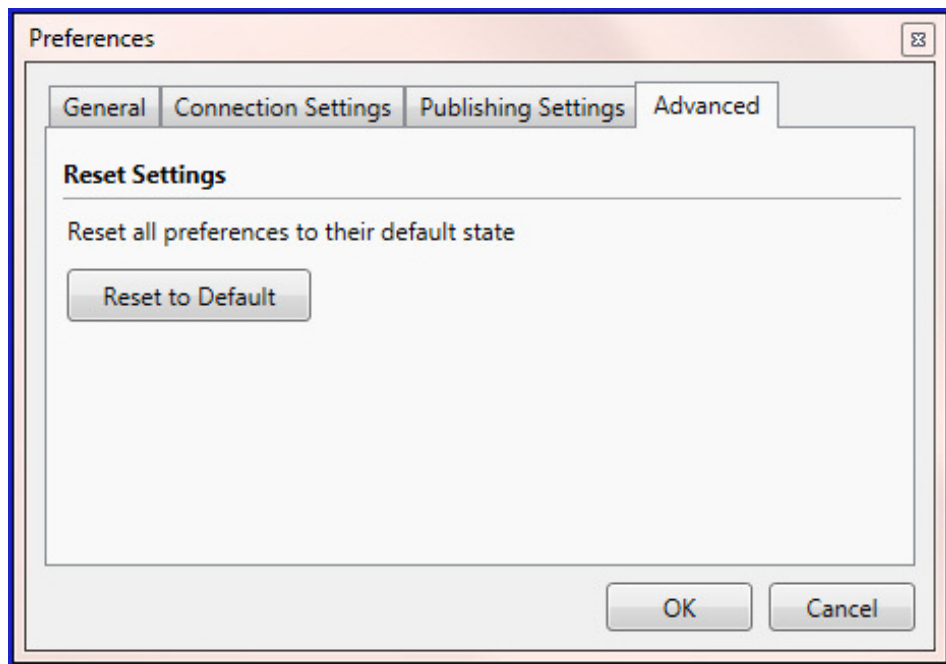 Preferences
General Connection Settings Publishing Settings Advanced
Reset Settings
Reset all preferences to their default state
Reset to Default
OK Cancel